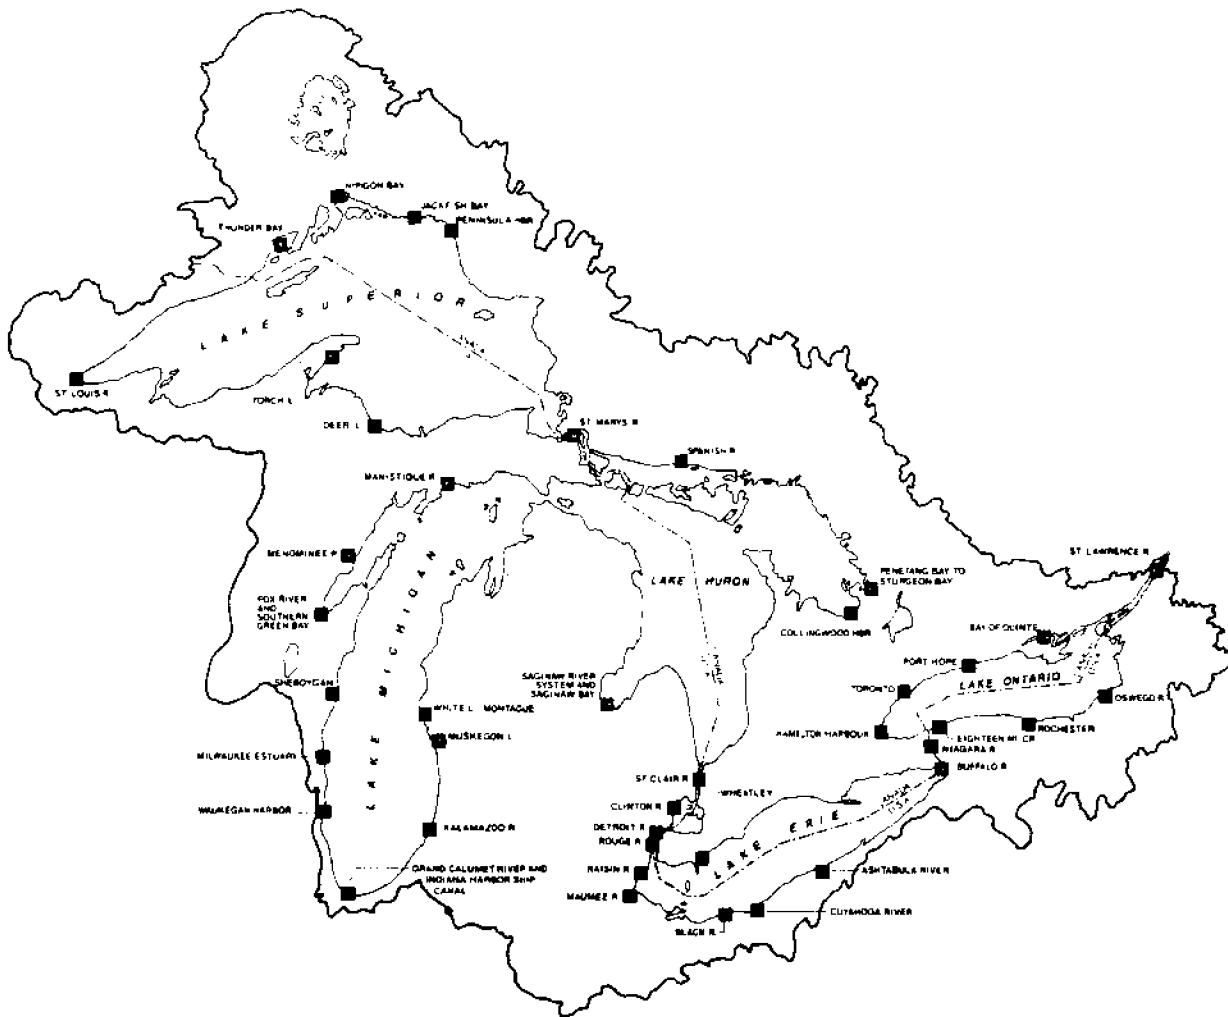 NIPIGON BAY
JACKFISH BAY
PENINSULA HBR
THUNDER BAY
LAKE SUPERIOR
ST LOUIS R
TORCH L
DEER L
ST MARYS R
SPANISH R
MANISTIQUE R
MENOMINEE R
FOX RIVER
AND
SOUTHERN
GREEN BAY
LAKE MICHIGAN
LAKE HURON
PENETANG BAY TO
STURGEON BAY
COLLINGWOOD HBR
ST LAWRENCE R
BAY OF QUINTE
PORT HOPE
TORONTO
LAKE ONTARIO
OSWEGO R
HAMILTON HARBOUR
EIGHTEEN MI CR
ROCHESTER
NIAGARA R
BUFFALO R
SHEBOYGAN
SAGINAW RIVER
SYSTEM AND
SAGINAW BAY
WHITE L MONTAGUE
MUSKEGON L
MILWAUKEE ESTUARY
WAUKEGAN HARBOR
ST CLAIR R
WHEATLEY
CLINTON R
CANADA
U.S.A.
DETROIT R
ROUGE R
LAKE ERIE
KALAMAZOO R
RAISIN R
MAUMEE R
ASHTABULA RIVER
GRAND CALUMET RIVER AND
INDIANA HARBOR SHIP
CANAL
CUYAHOGA RIVER
BLACK R